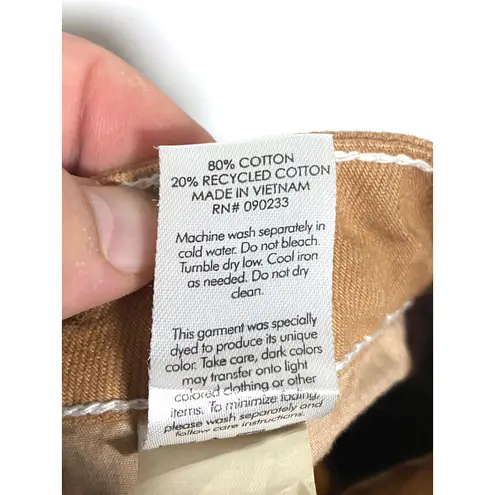 80% COTTON
20% RECYCLED COTTON
MADE IN VIETNAM
RN# 090233
Machine wash separately in
cold water. Do not bleach.
Tumble dry low. Cool iron
as needed. Do not dry
clean.
This garment was specially
dyed to produce its unique
color. Take care, dark colors
may transfer onto light
colored clothing or other
items. To minimize fading,
please wash separately and
follow care instructions.